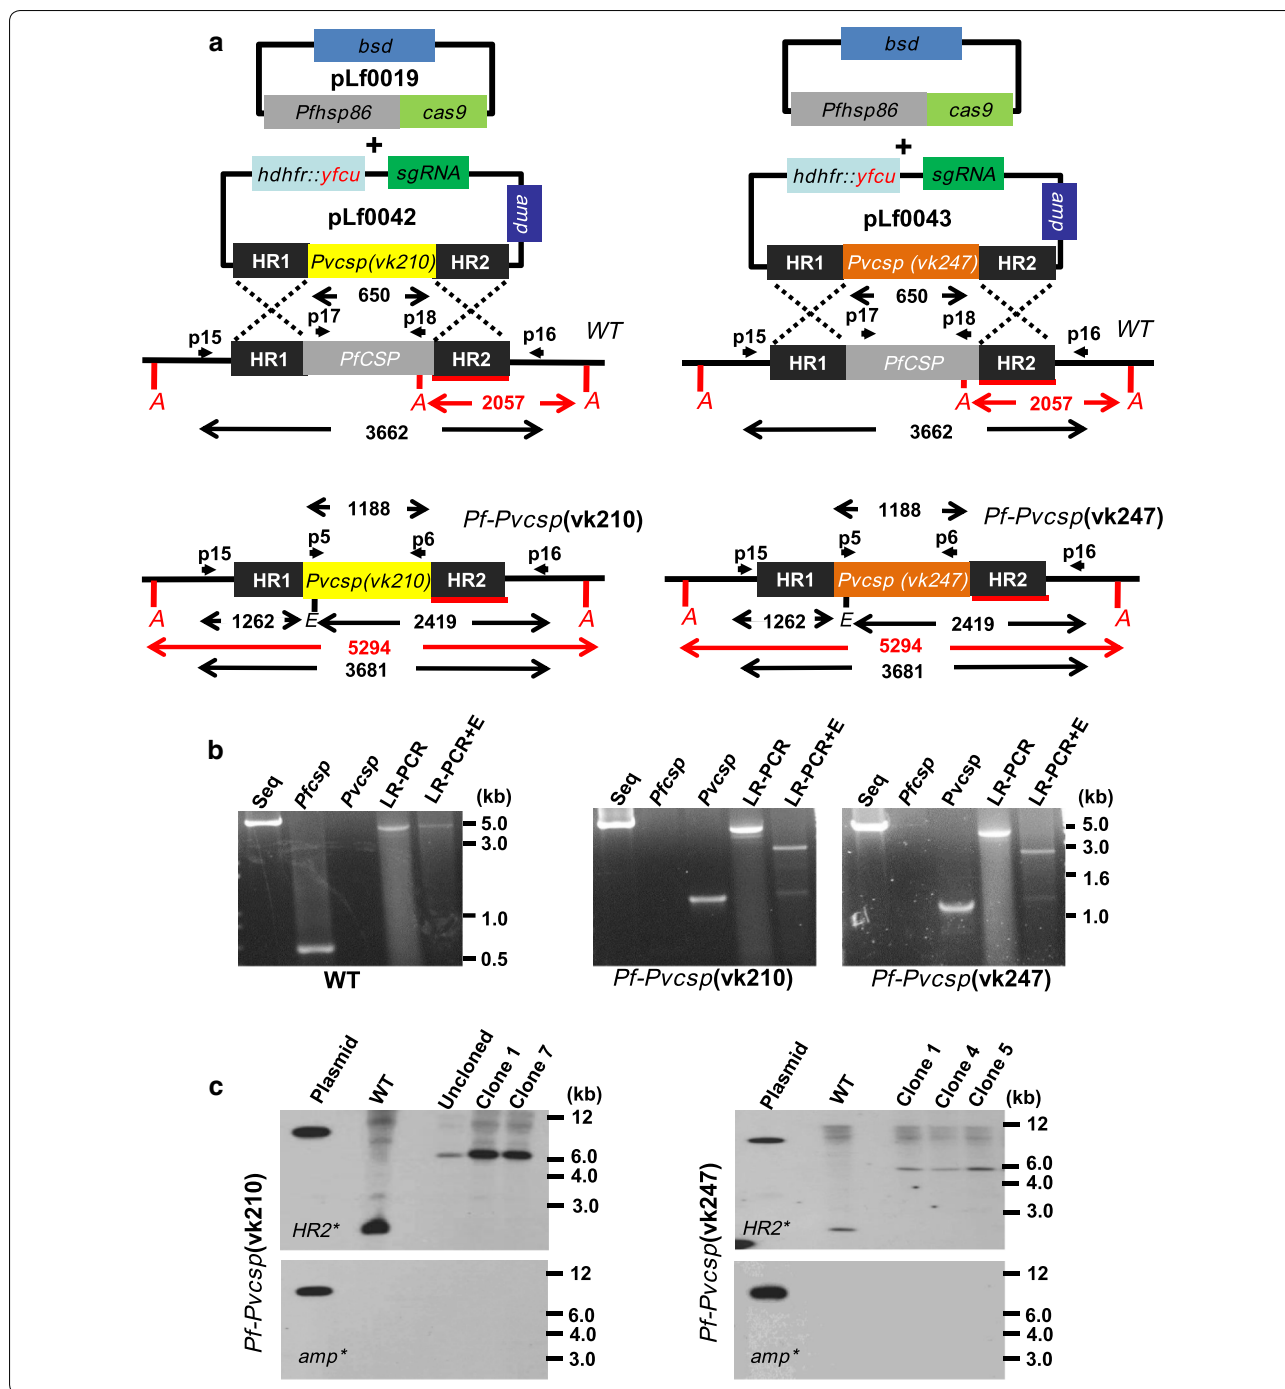 a
bsd
pLf0019
Pfhsp86 cas9
+
hdhfr::yfcu sgRNA
amp
pLf0042
HR1 Pvcsp(vk210) HR2
650
p15 p17 p18 p16 WT
HR1 PfCSP HR2
A A 2057 A
3662
1188
Pf-Pvcsp(vk210)
p15 p5 p6 p16
HR1 Pvcsp(vk210) HR2
A 1262 E 2419 A
5294
3681
bsd
Pfhsp86 cas9
+
hdhfr::yfcu sgRNA
amp
pLf0043
HR1 Pvcsp (vk247) HR2
650
p15 p17 p18 p16 WT
HR1 PfCSP HR2
A A 2057 A
3662
1188
Pf-Pvcsp(vk247)
p15 p5 p6 p16
HR1 Pvcsp (vk247) HR2
A 1262 E 2419 A
5294
3681
b
Seq Pfcsp Pvcsp LR-PCR LR-PCR+E
(kb)
5.0
3.0
1.0
0.5
WT
Seq Pfcsp Pvcsp LR-PCR LR-PCR+E
Pf-Pvcsp(vk210)
Seq Pfcsp Pvcsp LR-PCR LR-PCR+E
(kb)
5.0
3.0
1.6
1.0
Pf-Pvcsp(vk247)
c
Pf-Pvcsp(vk210)
Plasmid WT Uncloned Clone 1 Clone 7
(kb)
12
6.0
4.0
3.0
HR2*
12
6.0
4.0
3.0
amp*
Pf-Pvcsp(vk247)
Plasmid WT Clone 1 Clone 4 Clone 5
(kb)
12
6.0
4.0
3.0
HR2*
12
6.0
4.0
3.0
amp*